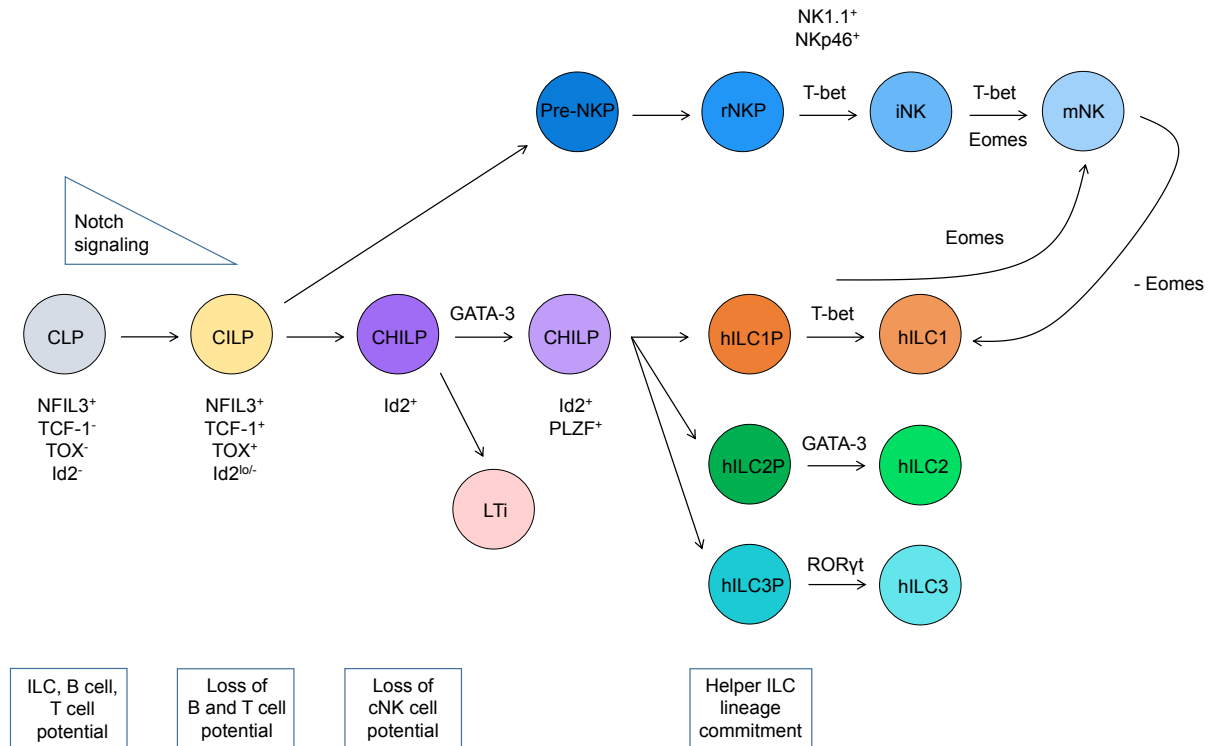 NK1.1⁺
NKp46⁺
Pre-NKP
rNKP
T-bet
iNK
T-bet
Eomes
mNK
Notch
signaling
Eomes
- Eomes
CLP
CILP
CHILP
GATA-3
CHILP
hILC1P
T-bet
hILC1
NFIL3⁺
TCF-1⁻
TOX⁻
Id2⁻
NFIL3⁺
TCF-1⁺
TOX⁺
Id2ˡᵒ/⁻
Id2⁺
Id2⁺
PLZF⁺
hILC2P
GATA-3
hILC2
LTi
hILC3P
RORγt
hILC3
ILC, B cell,
T cell
potential
Loss of
B and T cell
potential
Loss of
cNK cell
potential
Helper ILC
lineage
commitment